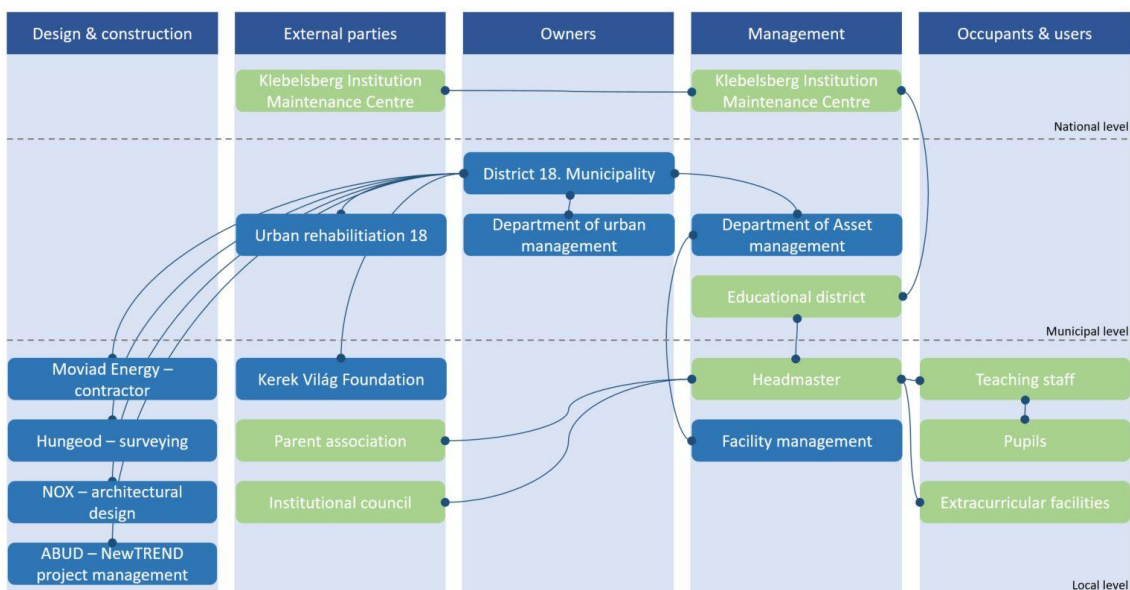 Design & construction
External parties
Owners
Management
Occupants & users
Klebelsberg Institution
Maintenance Centre
Klebelsberg Institution
Maintenance Centre
National level
District 18. Municipality
Urban rehabilitiation 18
Department of urban
management
Department of Asset
management
Educational district
Municipal level
Moviad Energy –
contractor
Kerek Világ Foundation
Headmaster
Teaching staff
Hungeod – surveying
Parent association
Facility management
Pupils
NOX – architectural
design
Institutional council
Extracurricular facilities
ABUD – NewTREND
project management
Local level